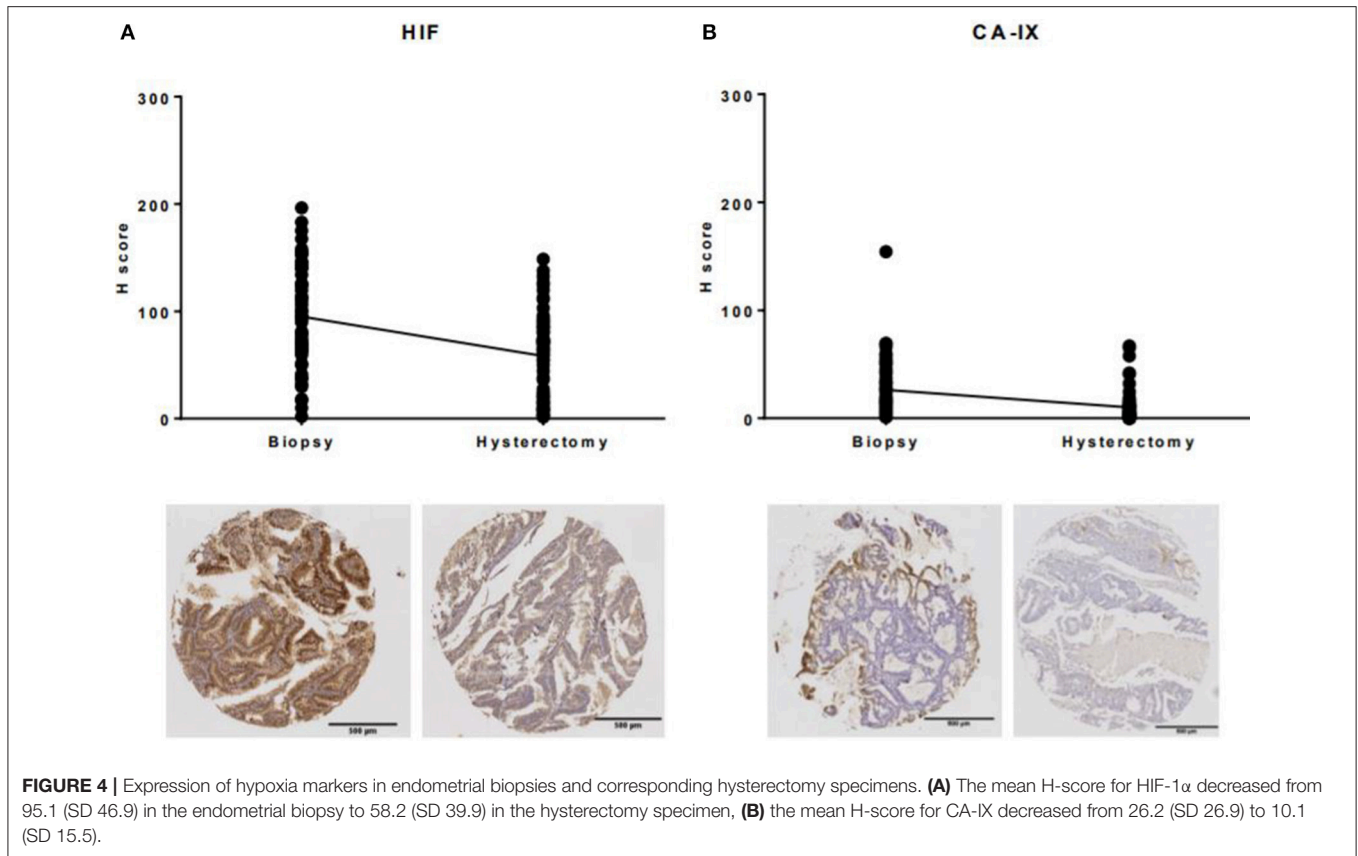 A
HIF
300
200
100
0
H score
Biopsy
Hysterectomy
500 µm
500 µm
B
CA-IX
300
200
100
0
H score
Biopsy
Hysterectomy
500 µm
500 µm
FIGURE 4 | Expression of hypoxia markers in endometrial biopsies and corresponding hysterectomy specimens. (A) The mean H-score for HIF-1α decreased from
95.1 (SD 46.9) in the endometrial biopsy to 58.2 (SD 39.9) in the hysterectomy specimen, (B) the mean H-score for CA-IX decreased from 26.2 (SD 26.9) to 10.1
(SD 15.5).